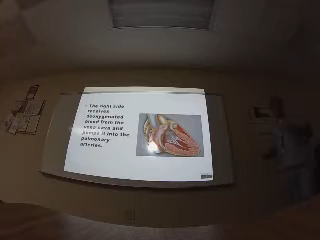 - The right side
receives
deoxygenated
blood from the
vena cava and
pumps it into the
pulmonary
arteries.